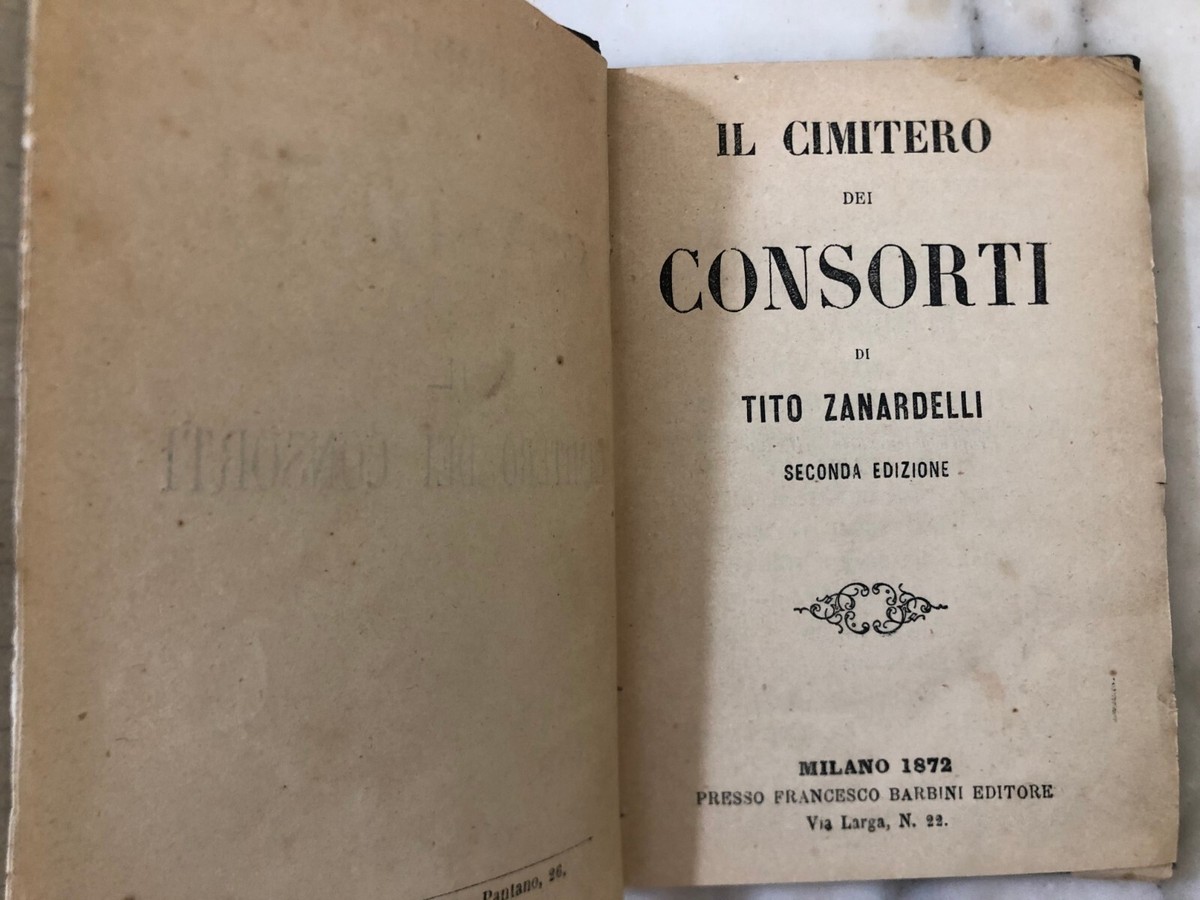 Pantano, 26.
IL CIMITERO
DEI
CONSORTI
DI
TITO ZANARDELLI
SECONDA EDIZIONE
MILANO 1872
PRESSO FRANCESCO BARBINI EDITORE
Via Larga, N. 22.